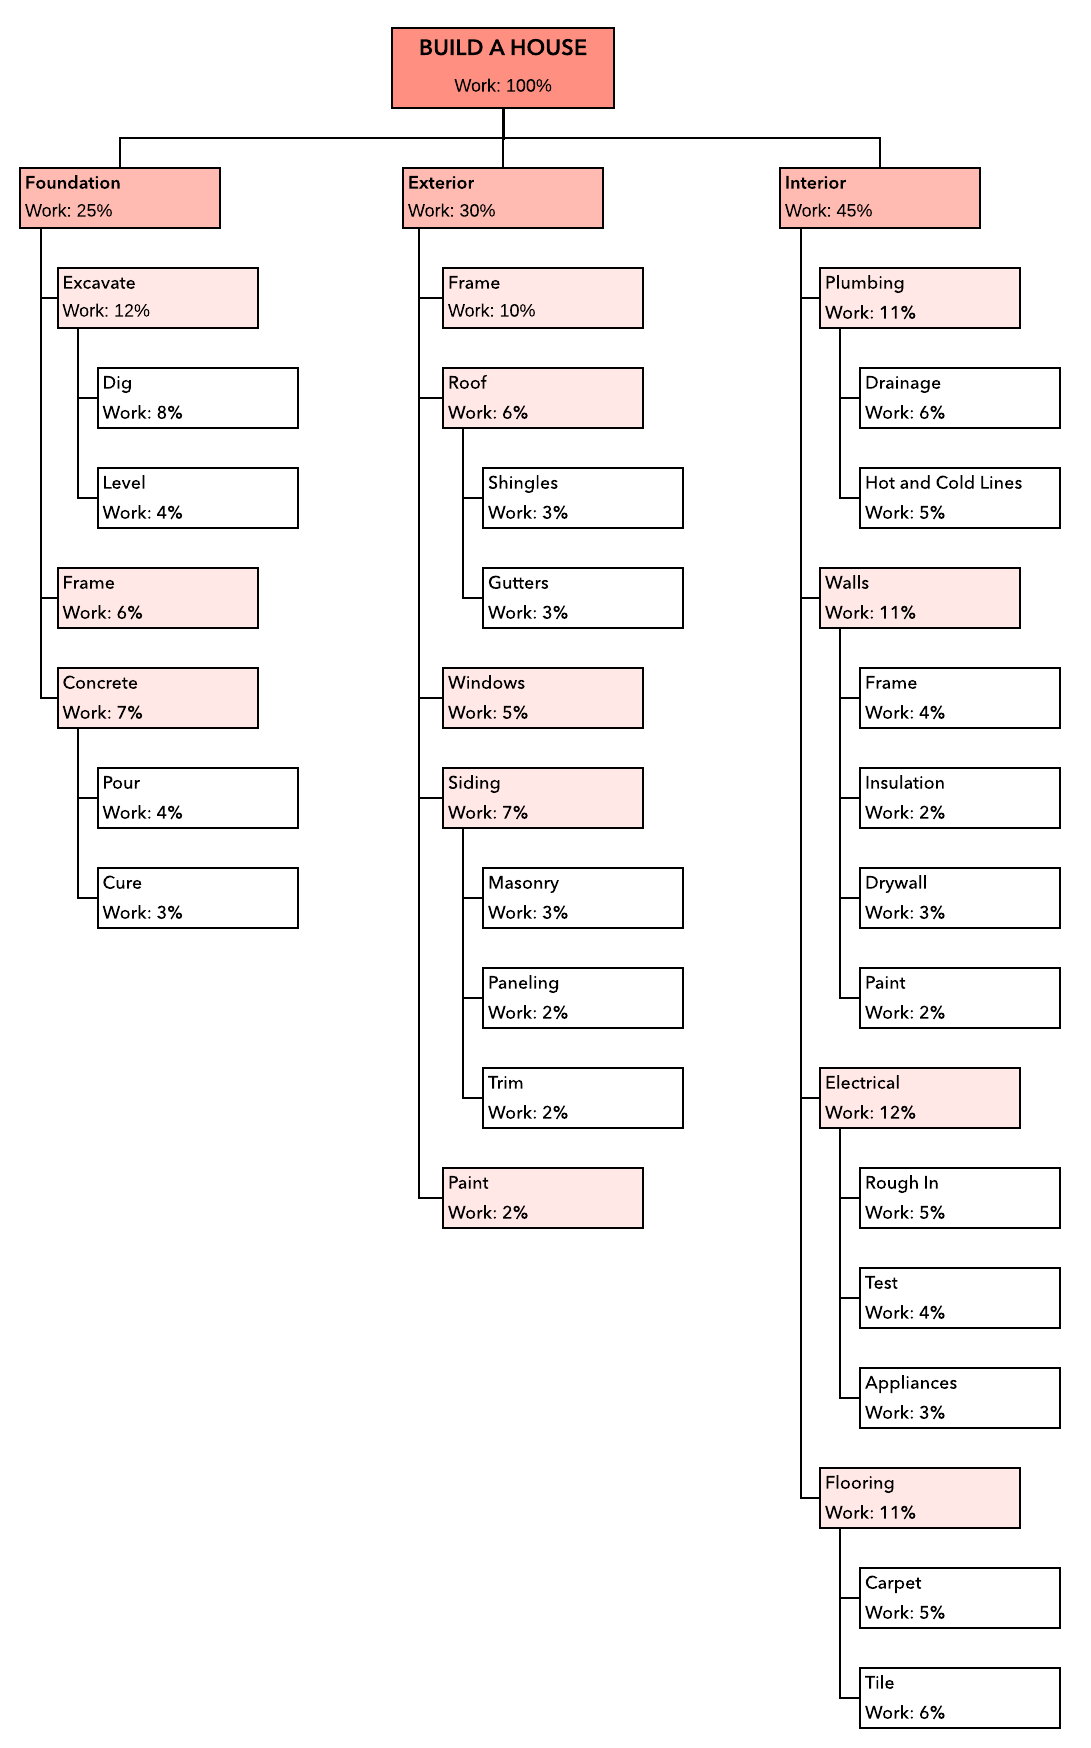 BUILD A HOUSE
Work: 100%
Foundation
Work: 25%
Excavate
Work: 12%
Dig
Work: 8%
Level
Work: 4%
Frame
Work: 6%
Concrete
Work: 7%
Pour
Work: 4%
Cure
Work: 3%
Exterior
Work: 30%
Frame
Work: 10%
Roof
Work: 6%
Shingles
Work: 3%
Gutters
Work: 3%
Windows
Work: 5%
Siding
Work: 7%
Masonry
Work: 3%
Paneling
Work: 2%
Trim
Work: 2%
Paint
Work: 2%
Interior
Work: 45%
Plumbing
Work: 11%
Drainage
Work: 6%
Hot and Cold Lines
Work: 5%
Walls
Work: 11%
Frame
Work: 4%
Insulation
Work: 2%
Drywall
Work: 3%
Paint
Work: 2%
Electrical
Work: 12%
Rough In
Work: 5%
Test
Work: 4%
Appliances
Work: 3%
Flooring
Work: 11%
Carpet
Work: 5%
Tile
Work: 6%